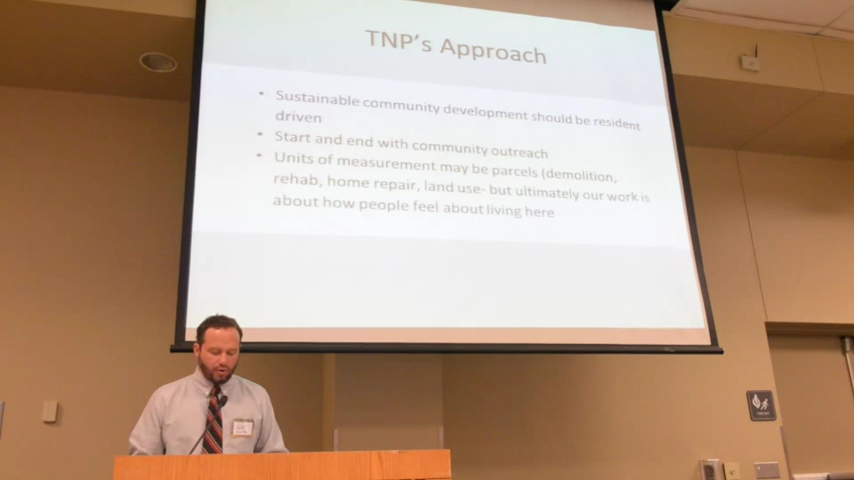 TNP's Approach
• Sustainable community development should be resident
driven
• Start and end with community outreach
• Units of measurement may be parcels (demolition,
rehab, home repair, land use- but ultimately our work is
about how people feel about living here